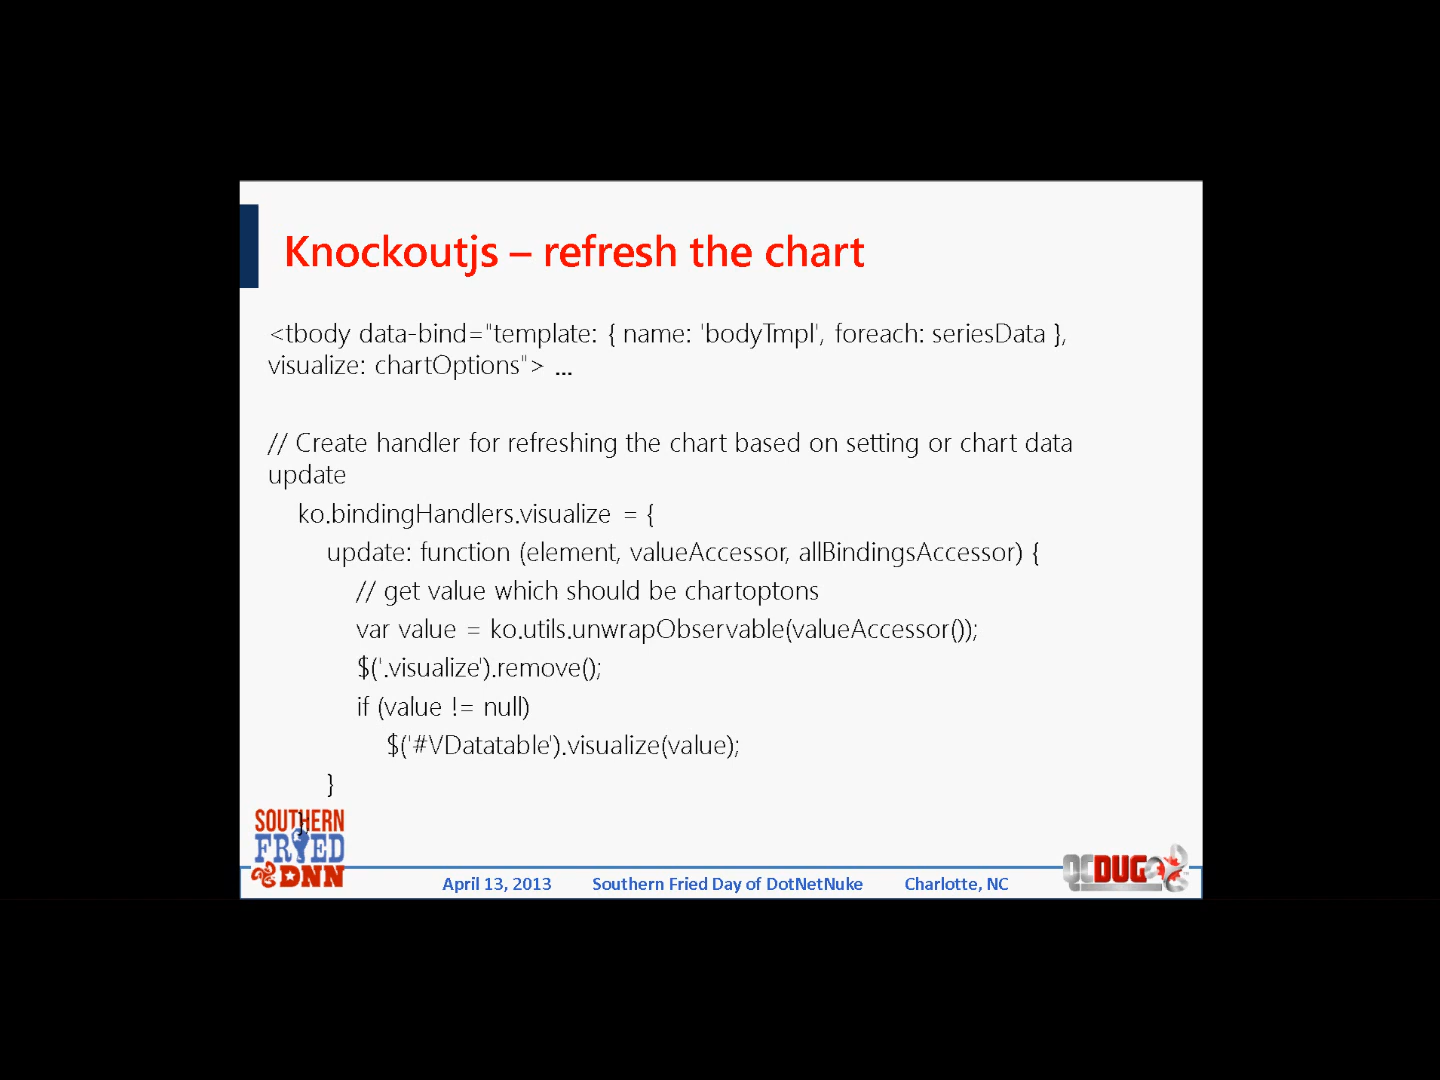 Knockoutjs – refresh the chart
<tbody data-bind="template: { name: 'bodyTmpl', foreach: seriesData },
visualize: chartOptions"> ...
// Create handler for refreshing the chart based on setting or chart data
update
ko.bindingHandlers.visualize = {
update: function (element, valueAccessor, allBindingsAccessor) {
// get value which should be chartoptons
var value = ko.utils.unwrapObservable(valueAccessor());
$('.visualize').remove();
if (value != null)
$('#VDatatable').visualize(value);
}
}
SOUTHERN
FRIED
DNN
April 13, 2013 Southern Fried Day of DotNetNuke Charlotte, NC
QCDUG